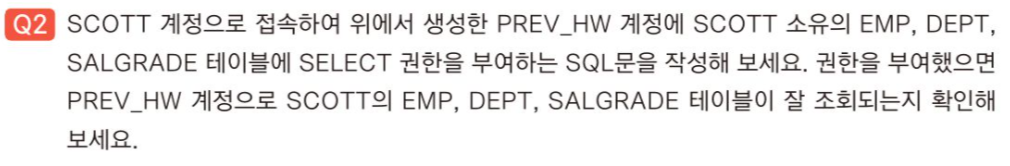 Q2 SCOTT 계정으로 접속하여 위에서 생성한 PREV_HW 계정에 SCOTT 소유의 EMP, DEPT,
SALGRADE 테이블에 SELECT 권한을 부여하는 SQL문을 작성해 보세요. 권한을 부여했으면
PREV_HW 계정으로 SCOTT의 EMP, DEPT, SALGRADE 테이블이 잘 조회되는지 확인해
보세요.